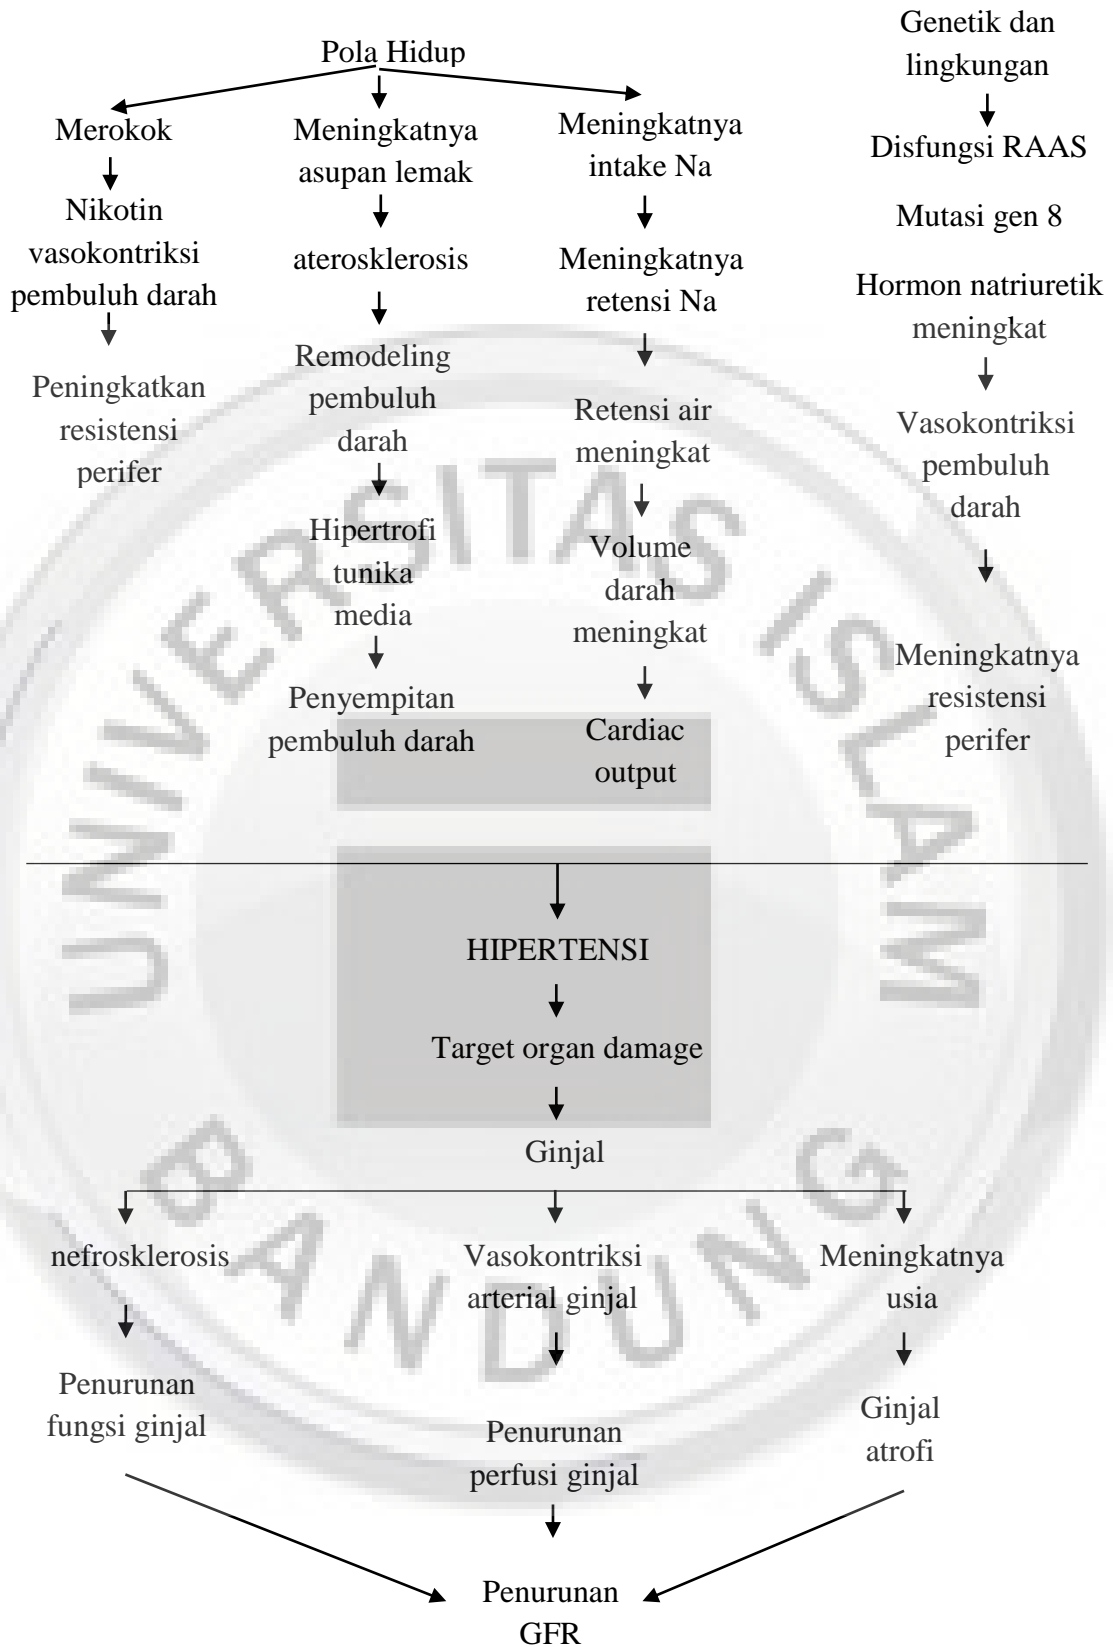 Pola Hidup
Merokok
Nikotin
vasokontriksi
pembuluh darah
Peningkatkan
resistensi
perifer
Meningkatnya
asupan lemak
aterosklerosis
Remodeling
pembuluh
darah
Hipertrofi
tunika
media
Penyempitan
pembuluh darah
Meningkatnya
intake Na
Meningkatnya
retensi Na
Retensi air
meningkat
Volume
darah
meningkat
Cardiac
output
Genetik dan
lingkungan
Disfungsi RAAS
Mutasi gen 8
Hormon natriuretik
meningkat
Vasokontriksi
pembuluh
darah
Meningkatnya
resistensi
perifer
HIPERTENSI
Target organ damage
Ginjal
nefrosklerosis
Penurunan
fungsi ginjal
Vasokontriksi
arterial ginjal
Penurunan
perfusi ginjal
Meningkatnya
usia
Ginjal
atrofi
Penurunan
GFR
UNIVERSITAS ISLAM
BANDUNG